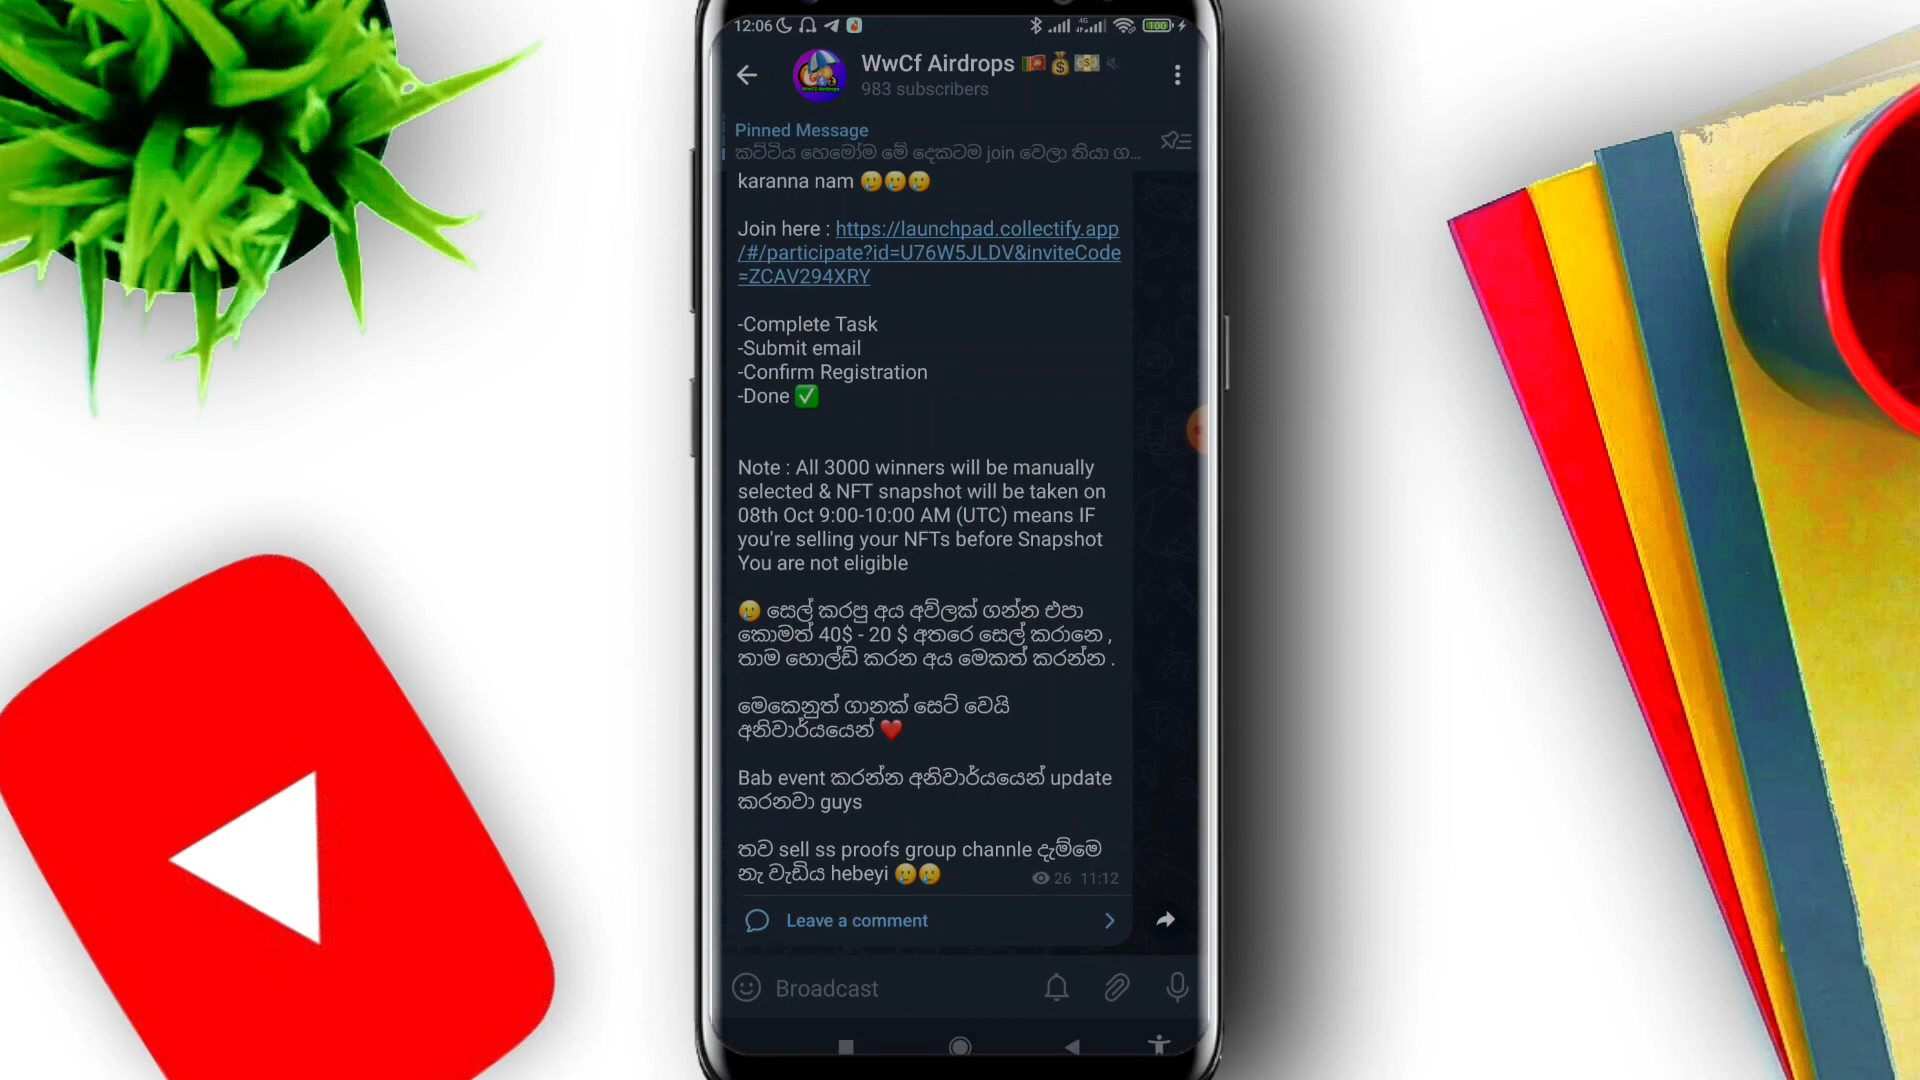 12:06
WwCf Airdrops
983 subscribers
Pinned Message
කට්ටිය හෙමෝම මේ දෙකටම join වෙලා තියා ග...
karanna nam 🥲🥲🥲
Join here : https://launchpad.collectify.app
/#/participate?id=U76W5JLDV&inviteCode
=ZCAV294XRY
-Complete Task
-Submit email
-Confirm Registration
-Done ✅
Note : All 3000 winners will be manually
selected & NFT snapshot will be taken on
08th Oct 9:00-10:00 AM (UTC) means IF
you're selling your NFTs before Snapshot
You are not eligible
🥲 සෙල් කරපු අය අව්ලක් ගන්න එපා
කොමත් 40$ - 20 $ අතරෙ සෙල් කරානෙ ,
තාම හොල්ඩ් කරන අය මෙකත් කරන්න .
මෙකෙනුත් ගානක් සෙට් වෙයි
අනිවාර්යයෙන් ❤️
Bab event කරන්න අනිවාර්යයෙන් update
කරනවා guys
තව sell ss proofs group channle දැම්මෙ
නැ වැඩිය hebeyi 🥲🥲
26 11:12
Leave a comment
Broadcast